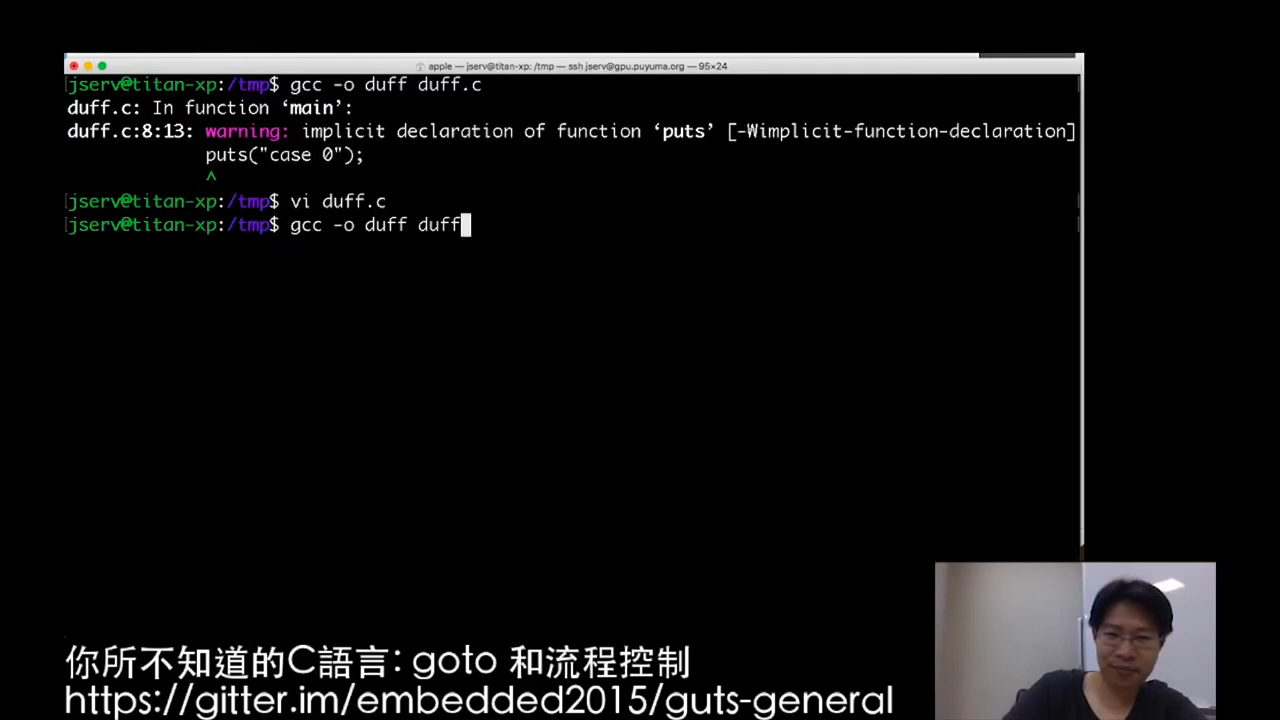 apple — jserv@titan-xp: /tmp — ssh jserv@gpu.puyuma.org — 95×24
jserv@titan-xp:/tmp$ gcc -o duff duff.c
duff.c: In function ‘main’:
duff.c:8:13: warning: implicit declaration of function ‘puts’ [-Wimplicit-function-declaration]
puts("case 0");
^
jserv@titan-xp:/tmp$ vi duff.c
jserv@titan-xp:/tmp$ gcc -o duff duff
你所不知道的C語言: goto 和流程控制
https://gitter.im/embedded2015/guts-general